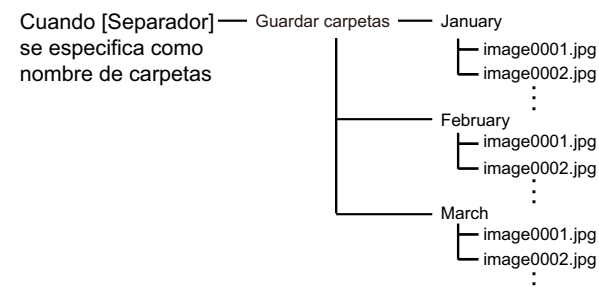 Cuando [Separador]
se especifica como
nombre de carpetas
Guardar carpetas
January
image0001.jpg
image0002.jpg
February
image0001.jpg
image0002.jpg
March
image0001.jpg
image0002.jpg